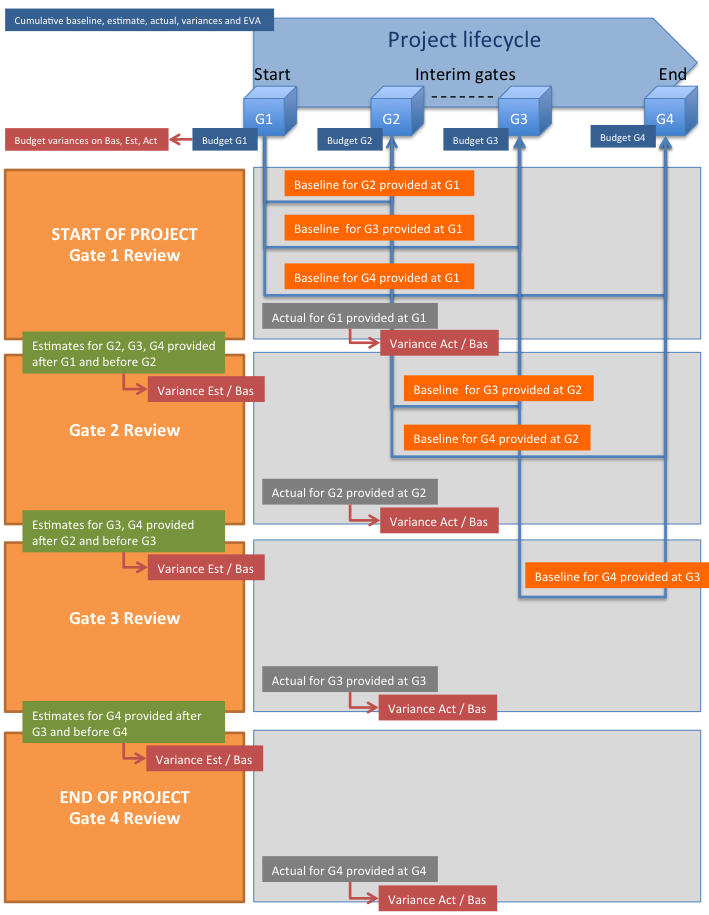 Cumulative baseline, estimate, actual, variances and EVA
Project lifecycle
Start
Interim gates
End
G1
G2
G3
G4
Budget variances on Bas, Est, Act
Budget G1
Budget G2
Budget G3
Budget G4
START OF PROJECT
Gate 1 Review
Baseline for G2 provided at G1
Baseline for G3 provided at G1
Baseline for G4 provided at G1
Actual for G1 provided at G1
Variance Act / Bas
Estimates for G2, G3, G4 provided
after G1 and before G2
Variance Est / Bas
Gate 2 Review
Baseline for G3 provided at G2
Baseline for G4 provided at G2
Actual for G2 provided at G2
Variance Act / Bas
Estimates for G3, G4 provided
after G2 and before G3
Variance Est / Bas
Gate 3 Review
Baseline for G4 provided at G3
Actual for G3 provided at G3
Variance Act / Bas
Estimates for G4 provided after
G3 and before G4
Variance Est / Bas
END OF PROJECT
Gate 4 Review
Actual for G4 provided at G4
Variance Act / Bas